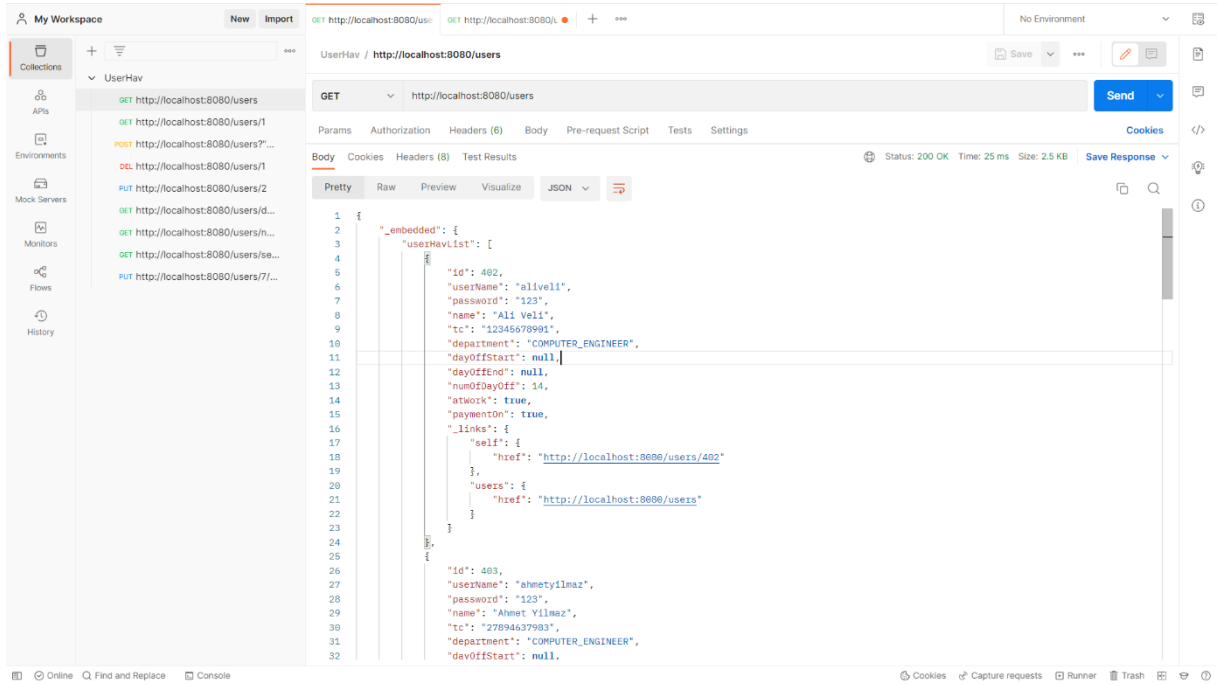 My Workspace
New
Import
GET http://localhost:8080/use
GET http://localhost:8080/u.
No Environment
Collections
APIs
Environments
Mock Servers
Monitors
Flows
History
UserHav
GET http://localhost:8080/users
GET http://localhost:8080/users/1
POST http://localhost:8080/users?"...
DEL http://localhost:8080/users/1
PUT http://localhost:8080/users/2
GET http://localhost:8080/users/d...
GET http://localhost:8080/users/n...
GET http://localhost:8080/users/se...
PUT http://localhost:8080/users/7/...
UserHav / http://localhost:8080/users
Save
GET http://localhost:8080/users
Send
Params Authorization Headers (6) Body Pre-request Script Tests Settings
Cookies
Body Cookies Headers (8) Test Results
Status: 200 OK Time: 25 ms Size: 2.5 KB Save Response
Pretty Raw Preview Visualize JSON
1 {
2 "_embedded": {
3 "userHavList": [
4 {
5 "id": 402,
6 "userName": "aliveli",
7 "password": "123",
8 "name": "Ali Veli",
9 "tc": "12345678901",
10 "department": "COMPUTER_ENGINEER",
11 "dayOffStart": null,
12 "dayOffEnd": null,
13 "numOfDayOff": 14,
14 "atWork": true,
15 "paymentOn": true,
16 "_links": {
17 "self": {
18 "href": "http://localhost:8080/users/402"
19 },
20 "users": {
21 "href": "http://localhost:8080/users"
22 }
23 }
24 },
25 {
26 "id": 403,
27 "userName": "ahmetyilmaz",
28 "password": "123",
29 "name": "Ahmet Yilmaz",
30 "tc": "27894637983",
31 "department": "COMPUTER_ENGINEER",
32 "dayOffStart": null,
Online Find and Replace Console
Cookies Capture requests Runner Trash